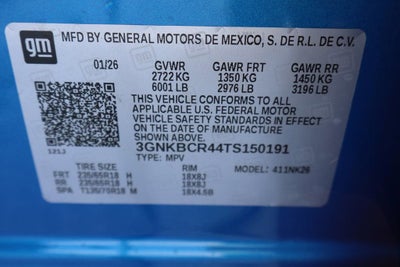 gm
MFD BY GENERAL MOTORS DE MEXICO, S. DE R.L. DE C.V.
01/26 GVWR GAWR FRT GAWR RR
2722 KG 1350 KG 1450 KG
6001 LB 2976 LB 3196 LB
THIS VEHICLE CONFORMS TO ALL
APPLICABLE U.S. FEDERAL MOTOR
VEHICLE SAFETY STANDARDS IN EFFECT
ON THE DATE OF MANUFACTURE SHOWN ABOVE.
3GNKBCR44TS150191
121J TYPE: MPV
TIRE SIZE RIM MODEL: 411NK26
FRT 235/65R18 H 18X8J
RR 235/65R18 H 18X8J
SPA T135/70R18 M 18X4.5B